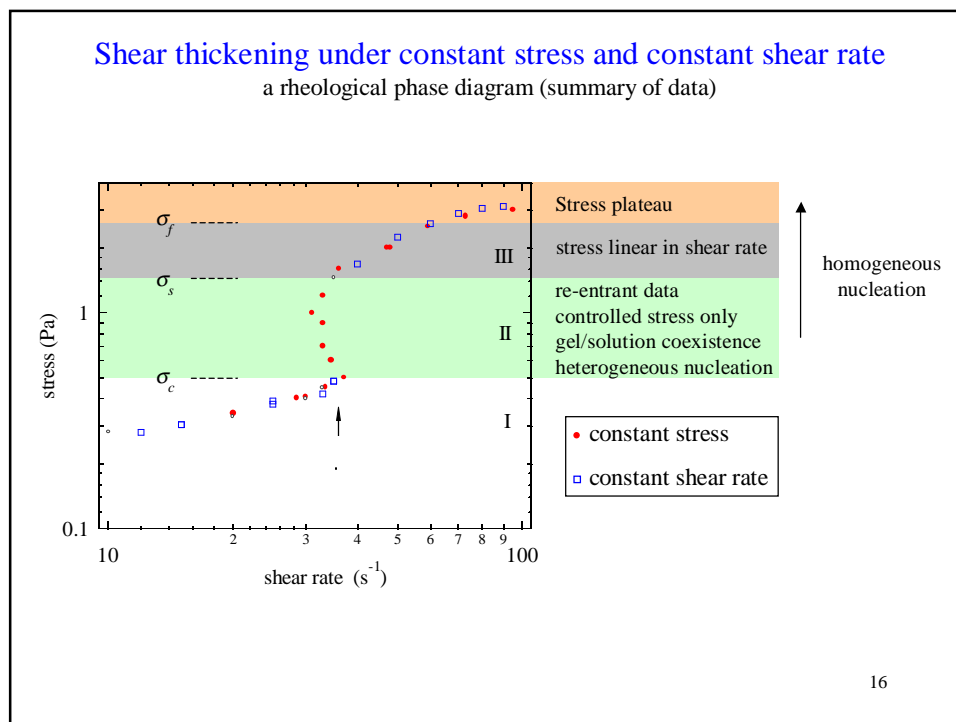 Shear thickening under constant stress and constant shear rate
a rheological phase diagram (summary of data)
σf
σs
σc
III
II
I
Stress plateau
stress linear in shear rate
re-entrant data
controlled stress only
gel/solution coexistence
heterogeneous nucleation
homogeneous
nucleation
stress (Pa)
1
0.1
10
2
3
4
5
6
7
8
9
100
shear rate (s⁻¹)
constant stress
constant shear rate
16